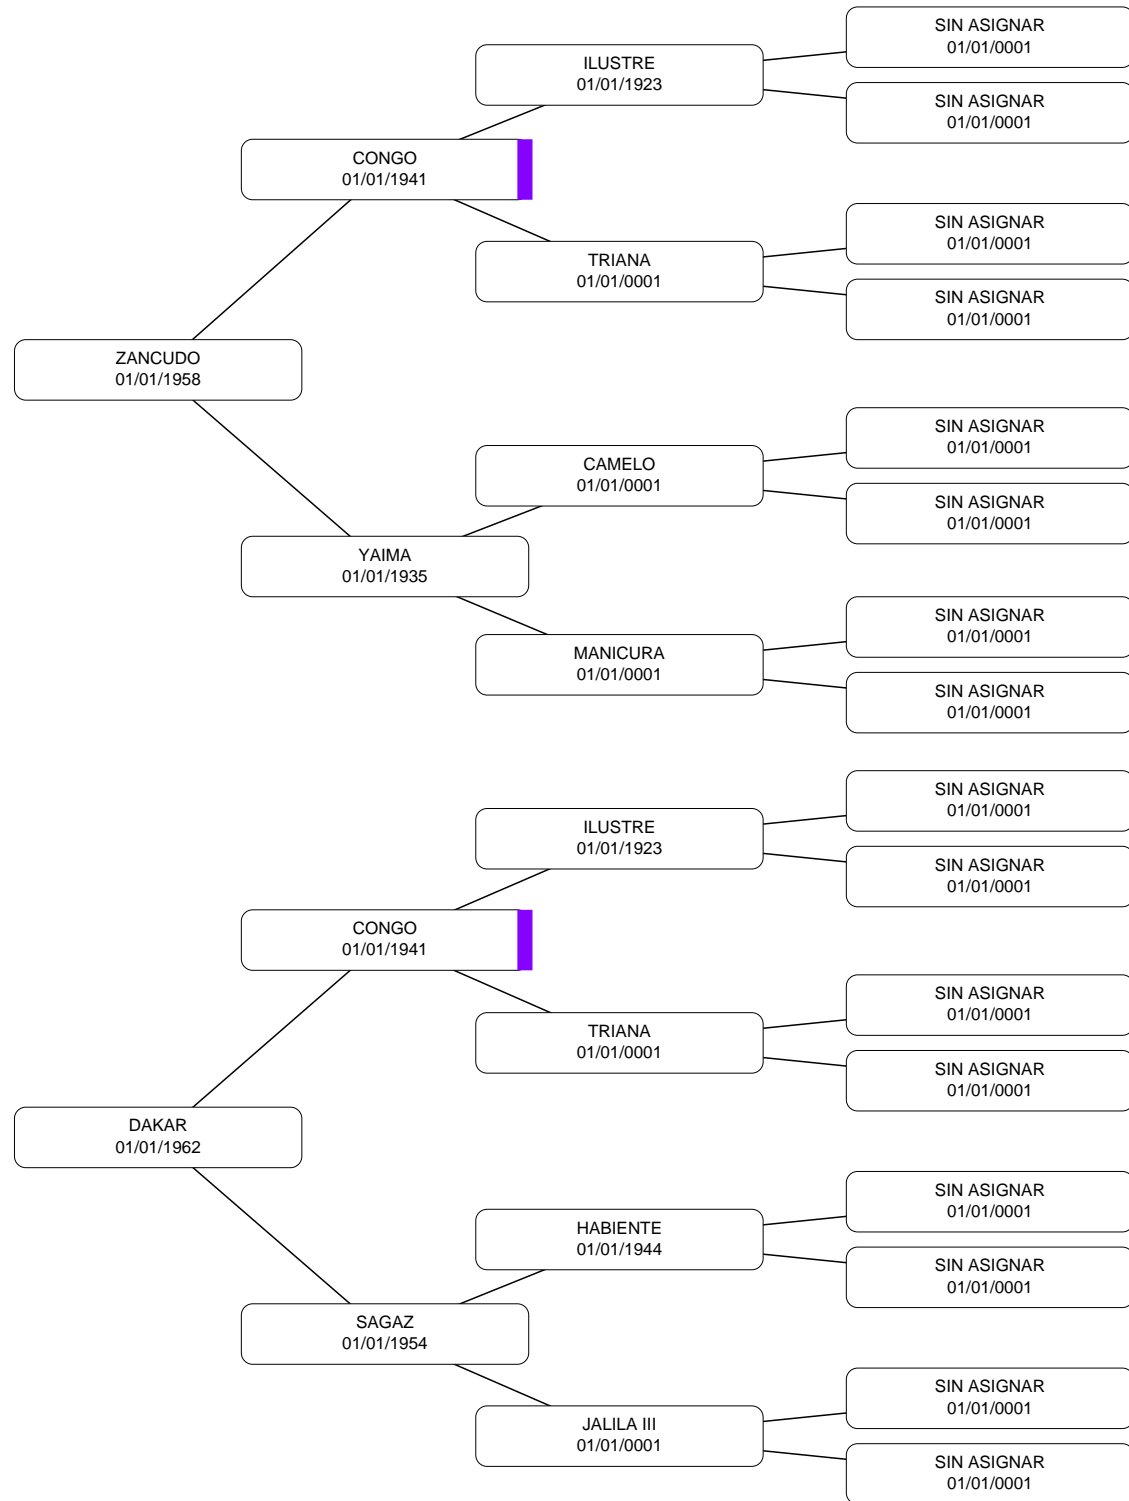 SIN ASIGNAR
01/01/0001
ILUSTRE
01/01/1923
SIN ASIGNAR
01/01/0001
CONGO
01/01/1941
SIN ASIGNAR
01/01/0001
TRIANA
01/01/0001
SIN ASIGNAR
01/01/0001
ZANCUDO
01/01/1958
SIN ASIGNAR
01/01/0001
CAMELO
01/01/0001
SIN ASIGNAR
01/01/0001
YAIMA
01/01/1935
SIN ASIGNAR
01/01/0001
MANICURA
01/01/0001
SIN ASIGNAR
01/01/0001
SIN ASIGNAR
01/01/0001
ILUSTRE
01/01/1923
SIN ASIGNAR
01/01/0001
CONGO
01/01/1941
SIN ASIGNAR
01/01/0001
TRIANA
01/01/0001
SIN ASIGNAR
01/01/0001
DAKAR
01/01/1962
SIN ASIGNAR
01/01/0001
HABIENTE
01/01/1944
SIN ASIGNAR
01/01/0001
SAGAZ
01/01/1954
SIN ASIGNAR
01/01/0001
JALILA III
01/01/0001
SIN ASIGNAR
01/01/0001